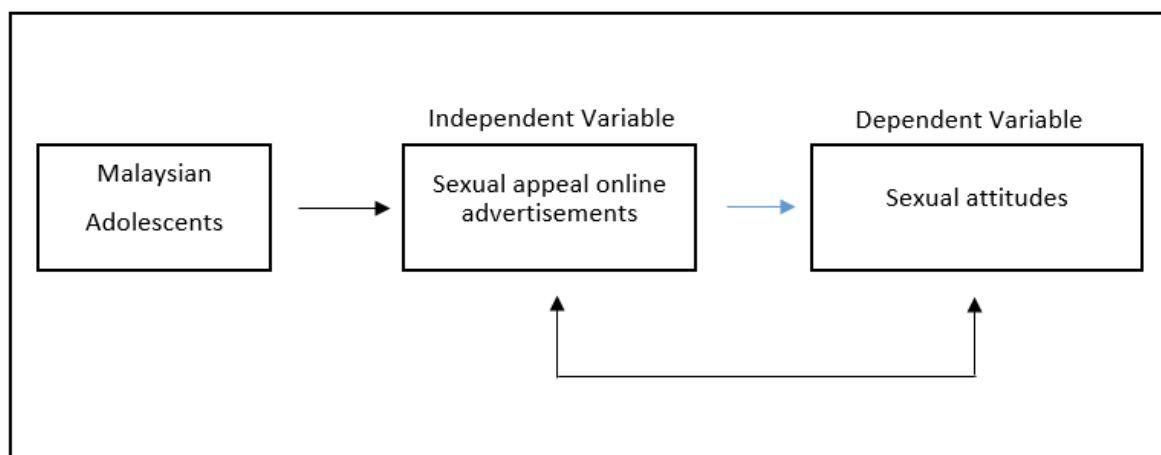 Independent Variable
Dependent Variable
Malaysian
Adolescents
Sexual appeal online
advertisements
Sexual attitudes